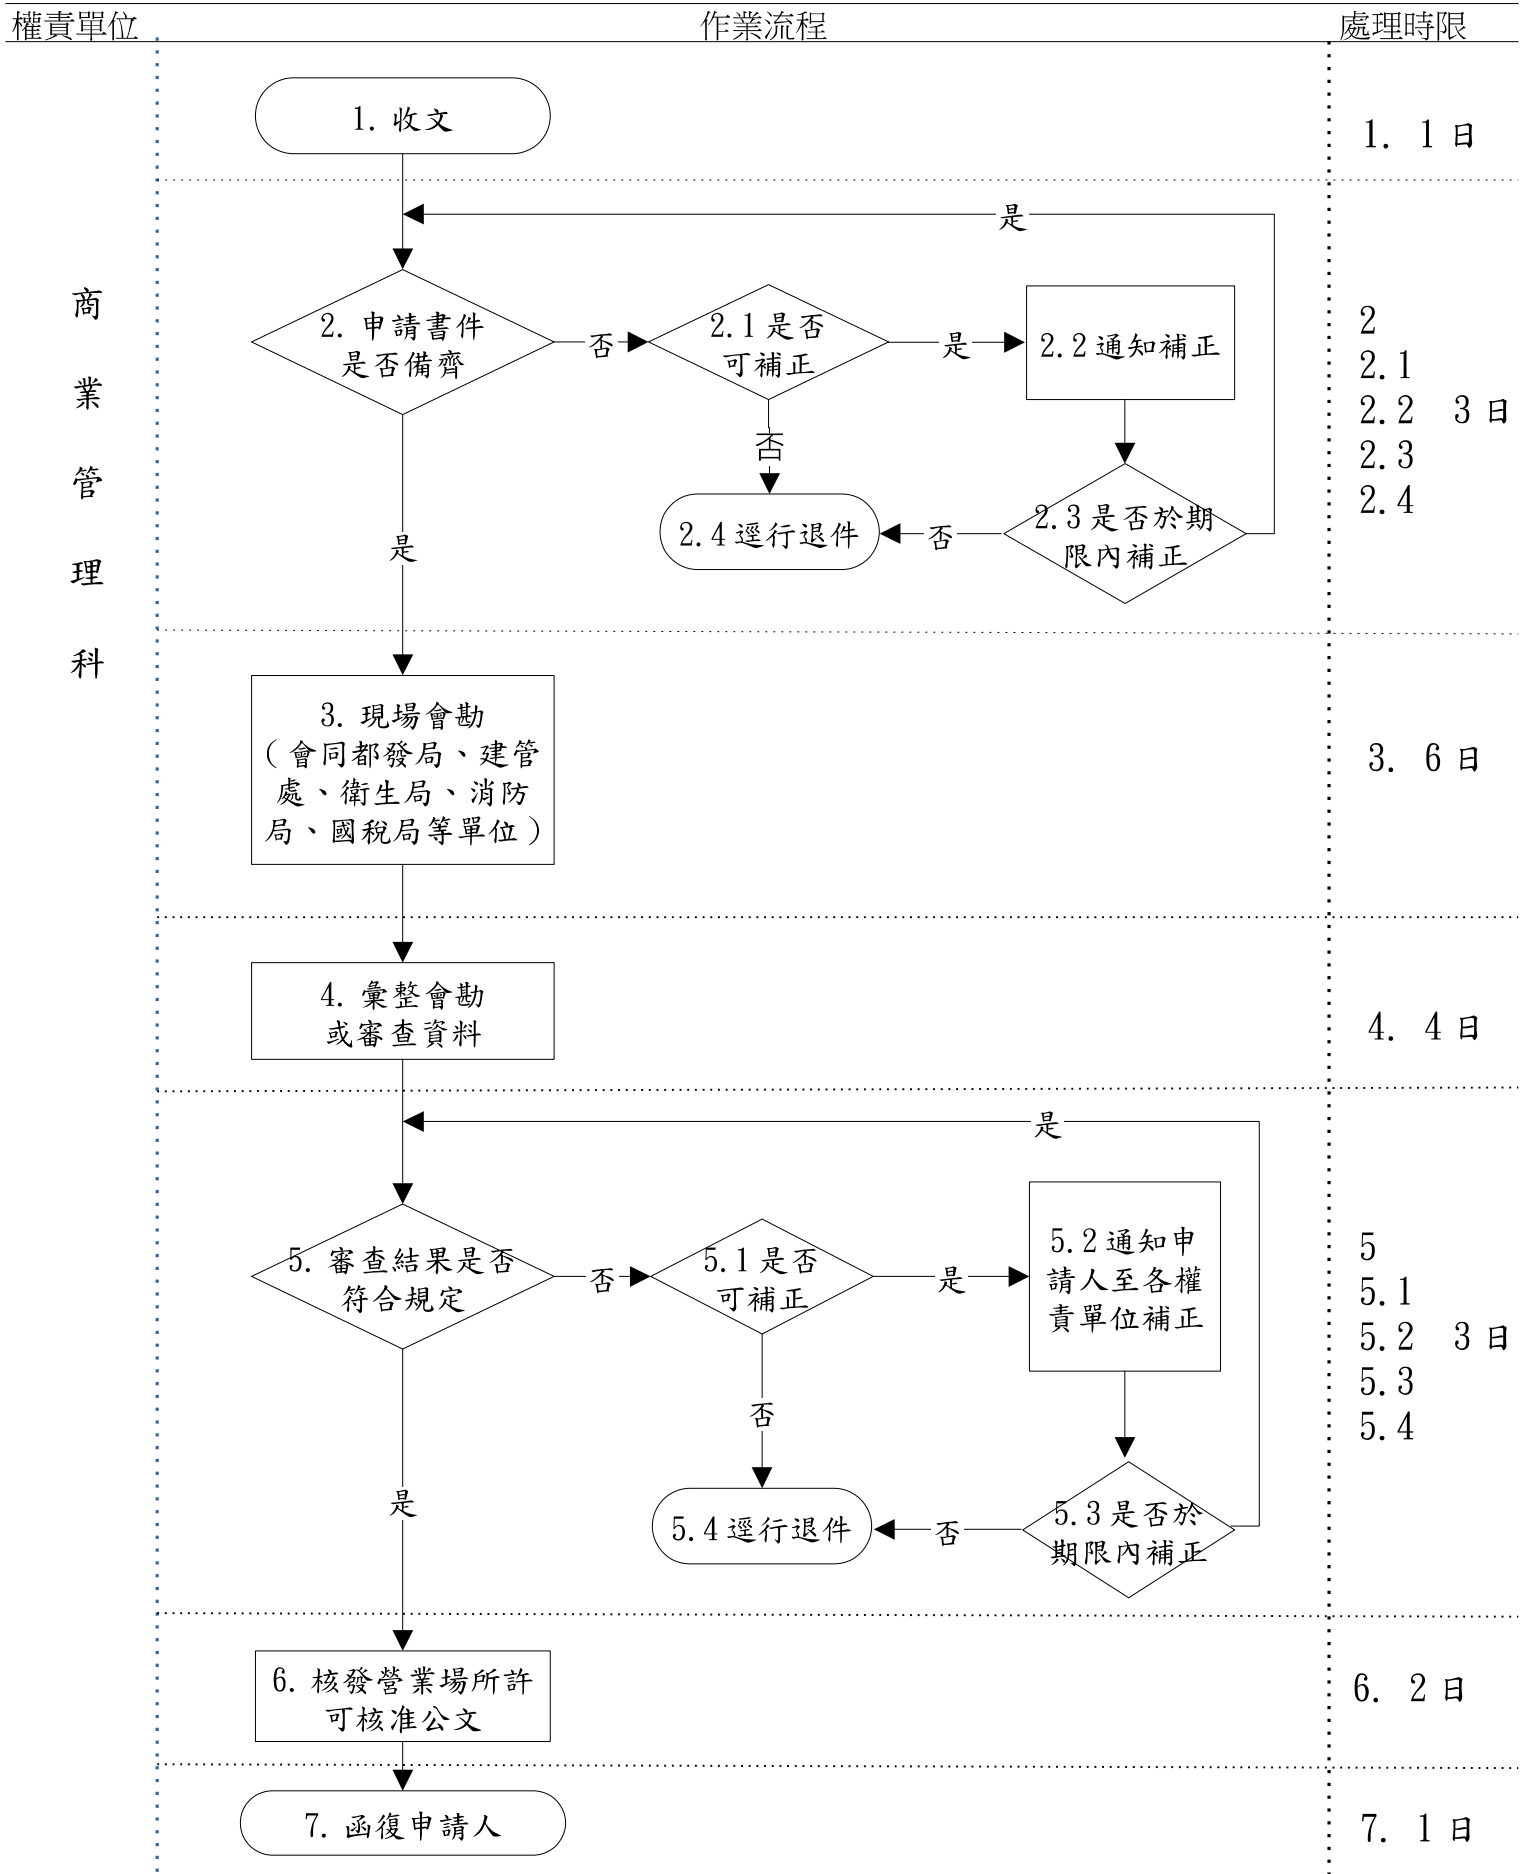 權責單位
作業流程
處理時限
商
業
管
理
科
1. 收文
1. 1日
是
2. 申請書件
是否備齊
否
2.1是否
可補正
是
2.2通知補正
否
2.3是否於期
限內補正
否
2.4逕行退件
是
2
2.1
2.2 3日
2.3
2.4
3. 現場會勘
(會同都發局、建管
處、衛生局、消防
局、國稅局等單位)
3. 6日
4. 彙整會勘
或審查資料
4. 4日
是
5. 審查結果是否
符合規定
否
5.1是否
可補正
是
5.2通知申
請人至各權
責單位補正
否
5.3是否於
期限內補正
否
5.4逕行退件
是
5
5.1
5.2 3日
5.3
5.4
6. 核發營業場所許
可核准公文
6. 2日
7. 函復申請人
7. 1日